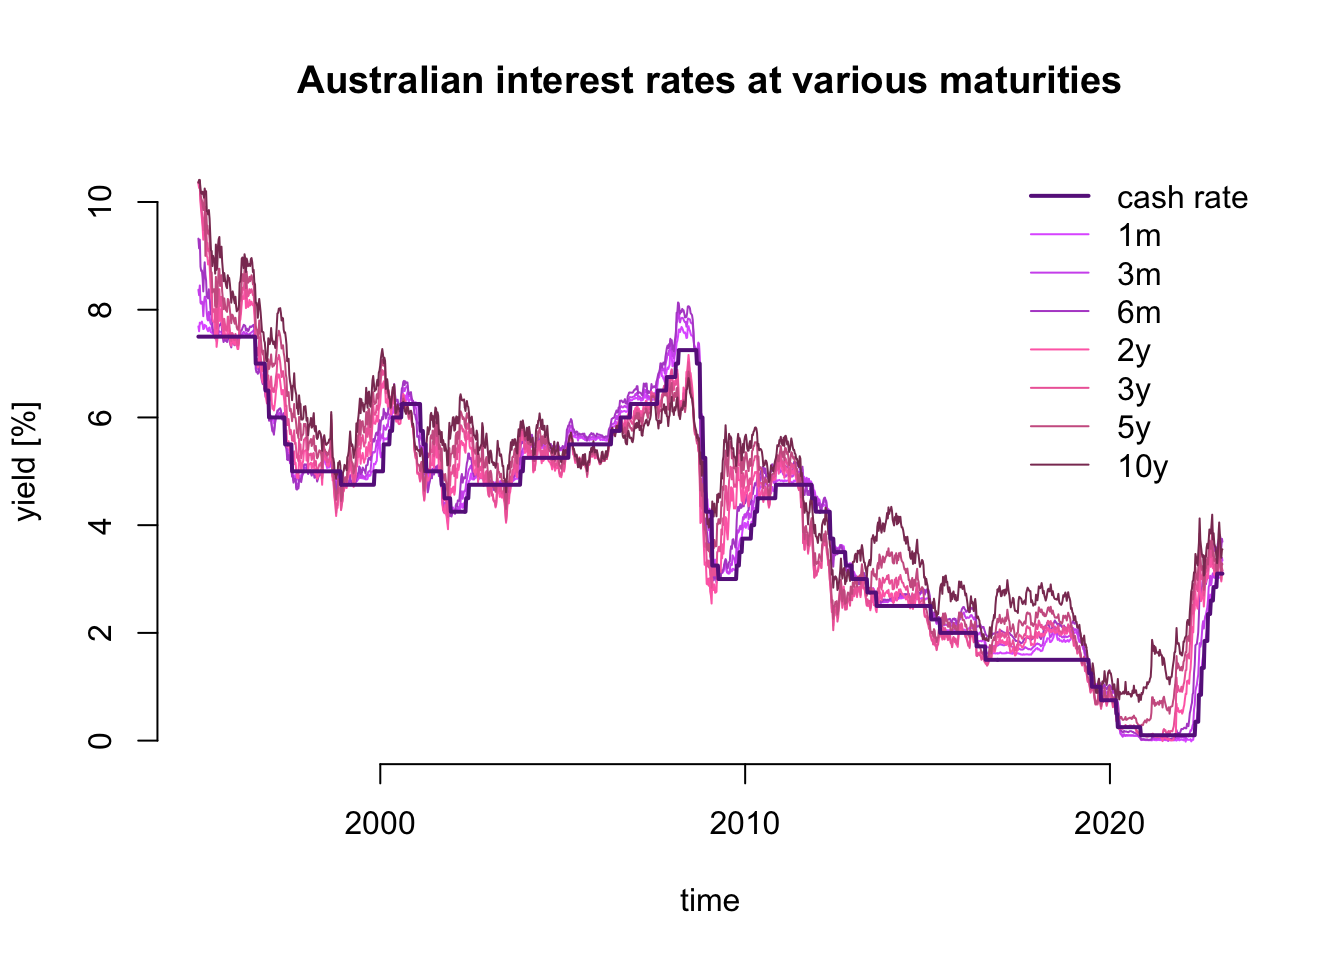 Australian interest rates at various maturities
yield [%]
10
8
6
4
2
0
cash rate
1m
3m
6m
2y
3y
5y
10y
2000
2010
2020
time